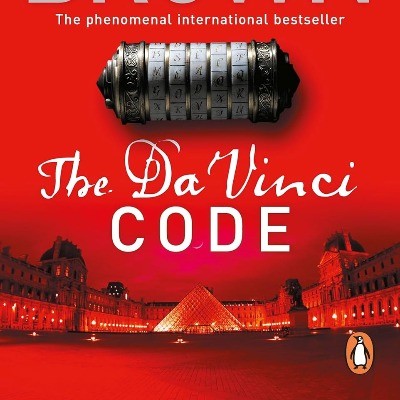 The phenomenal international bestseller
The Da Vinci
CODE